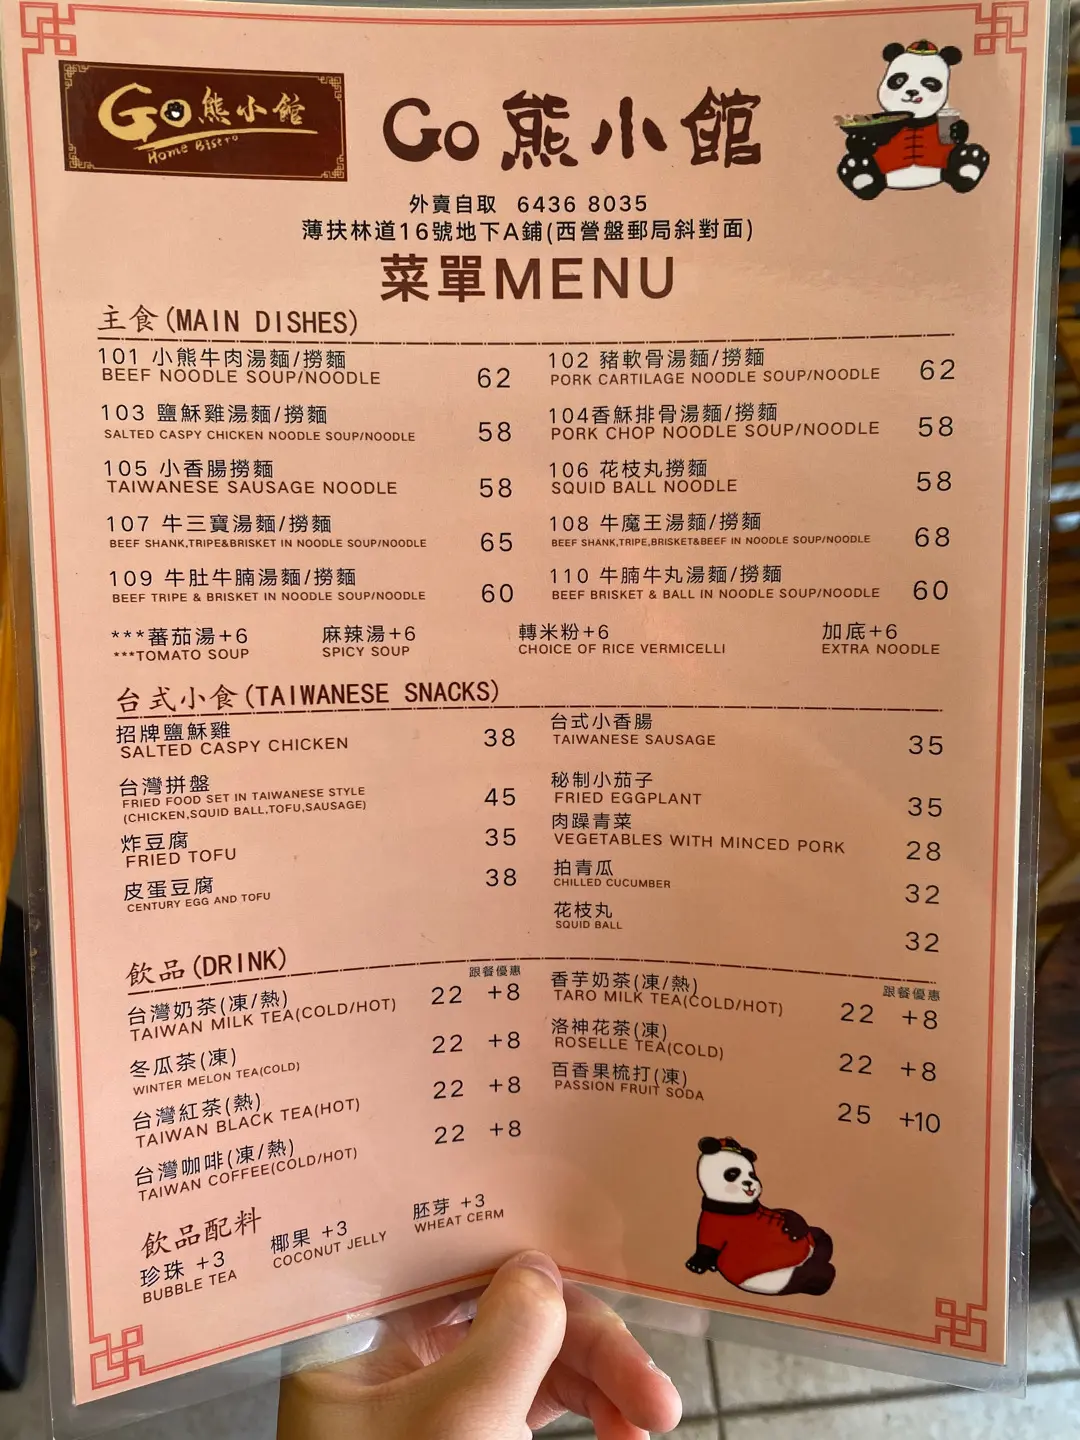 Go熊小館
Home Bistro
Go 熊小館
外賣自取 6436 8035
薄扶林道16號地下A鋪(西營盤郵局斜對面)
菜單MENU
主食(MAIN DISHES)
101 小熊牛肉湯麵/撈麵
BEEF NOODLE SOUP/NOODLE 62
102 豬軟骨湯麵/撈麵
PORK CARTILAGE NOODLE SOUP/NOODLE 62
103 鹽穌雞湯麵/撈麵
SALTED CASPY CHICKEN NOODLE SOUP/NOODLE 58
104香穌排骨湯麵/撈麵
PORK CHOP NOODLE SOUP/NOODLE 58
105 小香腸撈麵
TAIWANESE SAUSAGE NOODLE 58
106 花枝丸撈麵
SQUID BALL NOODLE 58
107 牛三寶湯麵/撈麵
BEEF SHANK,TRIPE&BRISKET IN NOODLE SOUP/NOODLE 65
108 牛魔王湯麵/撈麵
BEEF SHANK,TRIPE,BRISKET&BEEF IN NOODLE SOUP/NOODLE 68
109 牛肚牛腩湯麵/撈麵
BEEF TRIPE & BRISKET IN NOODLE SOUP/NOODLE 60
110 牛腩牛丸湯麵/撈麵
BEEF BRISKET & BALL IN NOODLE SOUP/NOODLE 60
***蕃茄湯+6
***TOMATO SOUP
麻辣湯+6
SPICY SOUP
轉米粉+6
CHOICE OF RICE VERMICELLI
加底+6
EXTRA NOODLE
台式小食(TAIWANESE SNACKS)
招牌鹽穌雞
SALTED CASPY CHICKEN 38
台灣拼盤
FRIED FOOD SET IN TAIWANESE STYLE
(CHICKEN,SQUID BALL,TOFU,SAUSAGE) 45
炸豆腐
FRIED TOFU 35
皮蛋豆腐
CENTURY EGG AND TOFU 38
台式小香腸
TAIWANESE SAUSAGE 35
秘制小茄子
FRIED EGGPLANT 35
肉躁青菜
VEGETABLES WITH MINCED PORK 28
拍青瓜
CHILLED CUCUMBER 32
花枝丸
SQUID BALL 32
飲品(DRINK)
跟餐優惠
台灣奶茶(凍/熱)
TAIWAN MILK TEA(COLD/HOT) 22 +8
冬瓜茶(凍)
WINTER MELON TEA(COLD) 22 +8
台灣紅茶(熱)
TAIWAN BLACK TEA(HOT) 22 +8
台灣咖啡(凍/熱)
TAIWAN COFFEE(COLD/HOT) 22 +8
跟餐優惠
香芋奶茶(凍/熱)
TARO MILK TEA(COLD/HOT) 22 +8
洛神花茶(凍)
ROSELLE TEA(COLD) 22 +8
百香果梳打(凍)
PASSION FRUIT SODA 25 +10
飲品配料
珍珠 +3
BUBBLE TEA
椰果 +3
COCONUT JELLY
胚芽 +3
WHEAT CERM